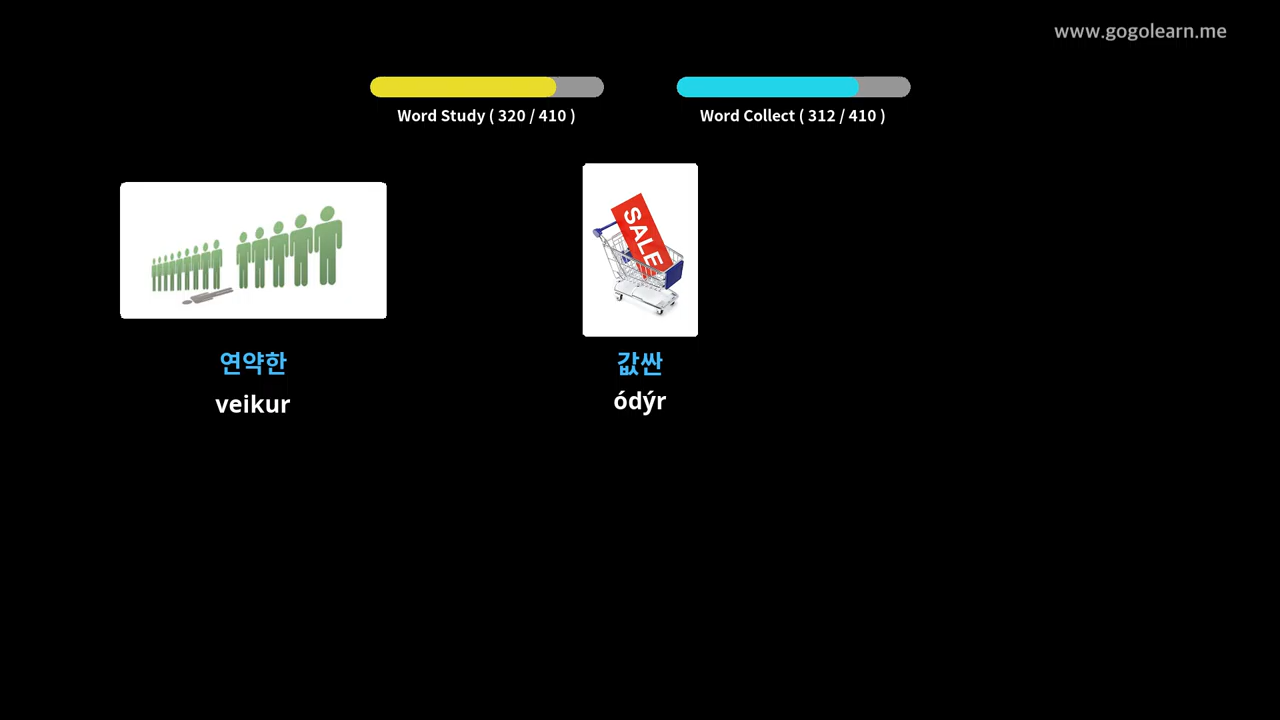 www.gogolearn.me
Word Study ( 320 / 410 )
Word Collect ( 312 / 410 )
SALE
연약한
값싼
veikur
ódýr